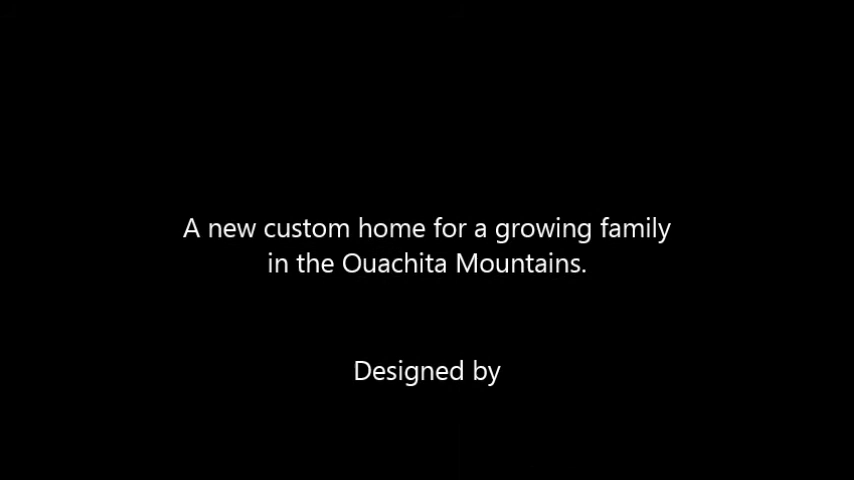 A new custom home for a growing family
in the Ouachita Mountains.
Designed by